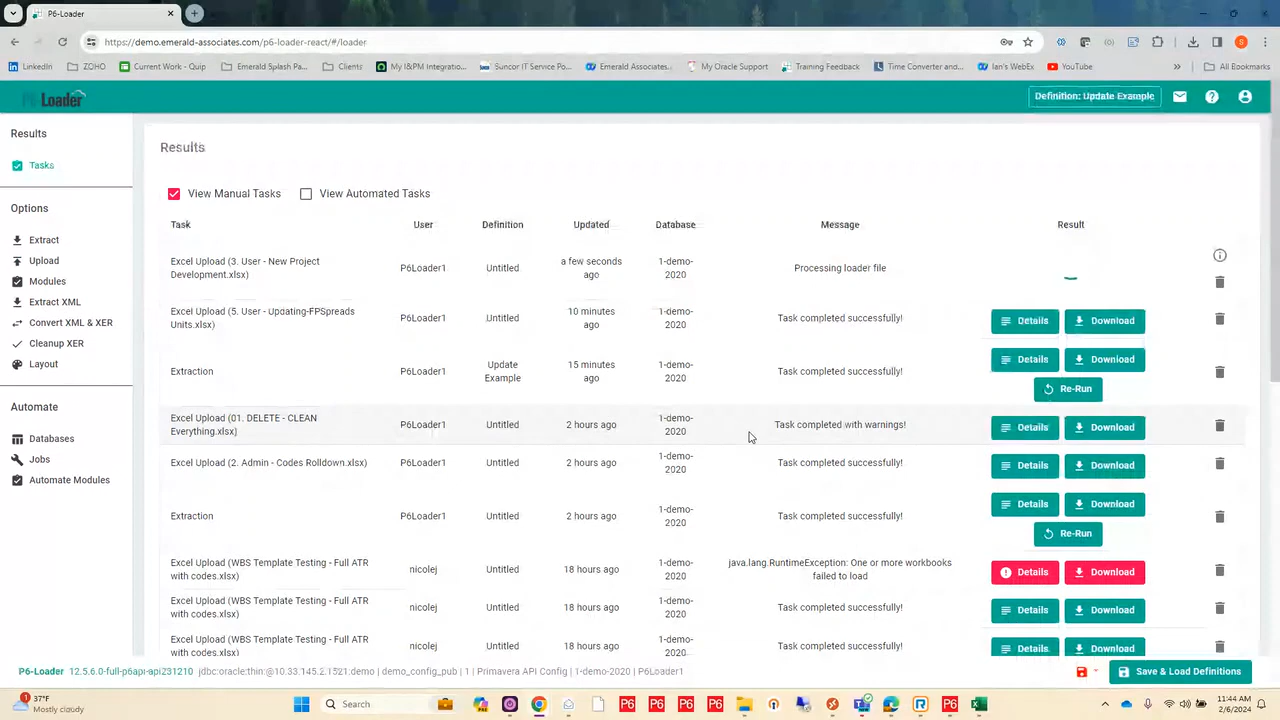 P6-Loader
https://demo.emerald-associates.com/p6-loader-react/#/loader
S
LinkedIn ZOHO Current Work - Quip Emerald Splash Pa... Clients My I&PM Integratio... Suncor IT Service Po... Emerald Associates... My Oracle Support Training Feedback Time Converter and... Ian's WebEx YouTube All Bookmarks
P6-Loader
Definition: Update Example
Results
Tasks
Options
Extract
Upload
Modules
Extract XML
Convert XML & XER
Cleanup XER
Layout
Automate
Databases
Jobs
Automate Modules
Results
View Manual Tasks View Automated Tasks
Task User Definition Updated Database Message Result
Excel Upload (3. User - New Project
Development.xlsx)
P6Loader1
Untitled
a few seconds
ago
1-demo-
2020
Processing loader file
Excel Upload (5. User - Updating-FPSpreads
Units.xlsx)
P6Loader1
Untitled
10 minutes
ago
1-demo-
2020
Task completed successfully!
Details Download
Extraction
P6Loader1
Update
Example
15 minutes
ago
1-demo-
2020
Task completed successfully!
Details Download
Re-Run
Excel Upload (01. DELETE - CLEAN
Everything.xlsx)
P6Loader1
Untitled
2 hours ago
1-demo-
2020
Task completed with warnings!
Details Download
Excel Upload (2. Admin - Codes Rolldown.xlsx)
P6Loader1
Untitled
2 hours ago
1-demo-
2020
Task completed successfully!
Details Download
Extraction
P6Loader1
Untitled
2 hours ago
1-demo-
2020
Task completed successfully!
Details Download
Re-Run
Excel Upload (WBS Template Testing - Full ATR
with codes.xlsx)
nicolej
Untitled
18 hours ago
1-demo-
2020
java.lang.RuntimeException: One or more workbooks
failed to load
Details Download
Excel Upload (WBS Template Testing - Full ATR
with codes.xlsx)
nicolej
Untitled
18 hours ago
1-demo-
2020
Task completed successfully!
Details Download
Excel Upload (WBS Template Testing - Full ATR
with codes.xlsx)
nicolej
Untitled
18 hours ago
1-demo-
2020
Task completed successfully!
Details Download
P6-Loader 12.5.6.0-full-p6api-api231210 jdbc:oracle:thin:@10.33.145.2:1521:demo | demo_config_pub | 1 | Primavera API Config | 1-demo-2020 | P6Loader1
Save & Load Definitions
1
37°F
Mostly cloudy
Search
P6 P6 P6 P6 P6
11:44 AM
2/6/2024